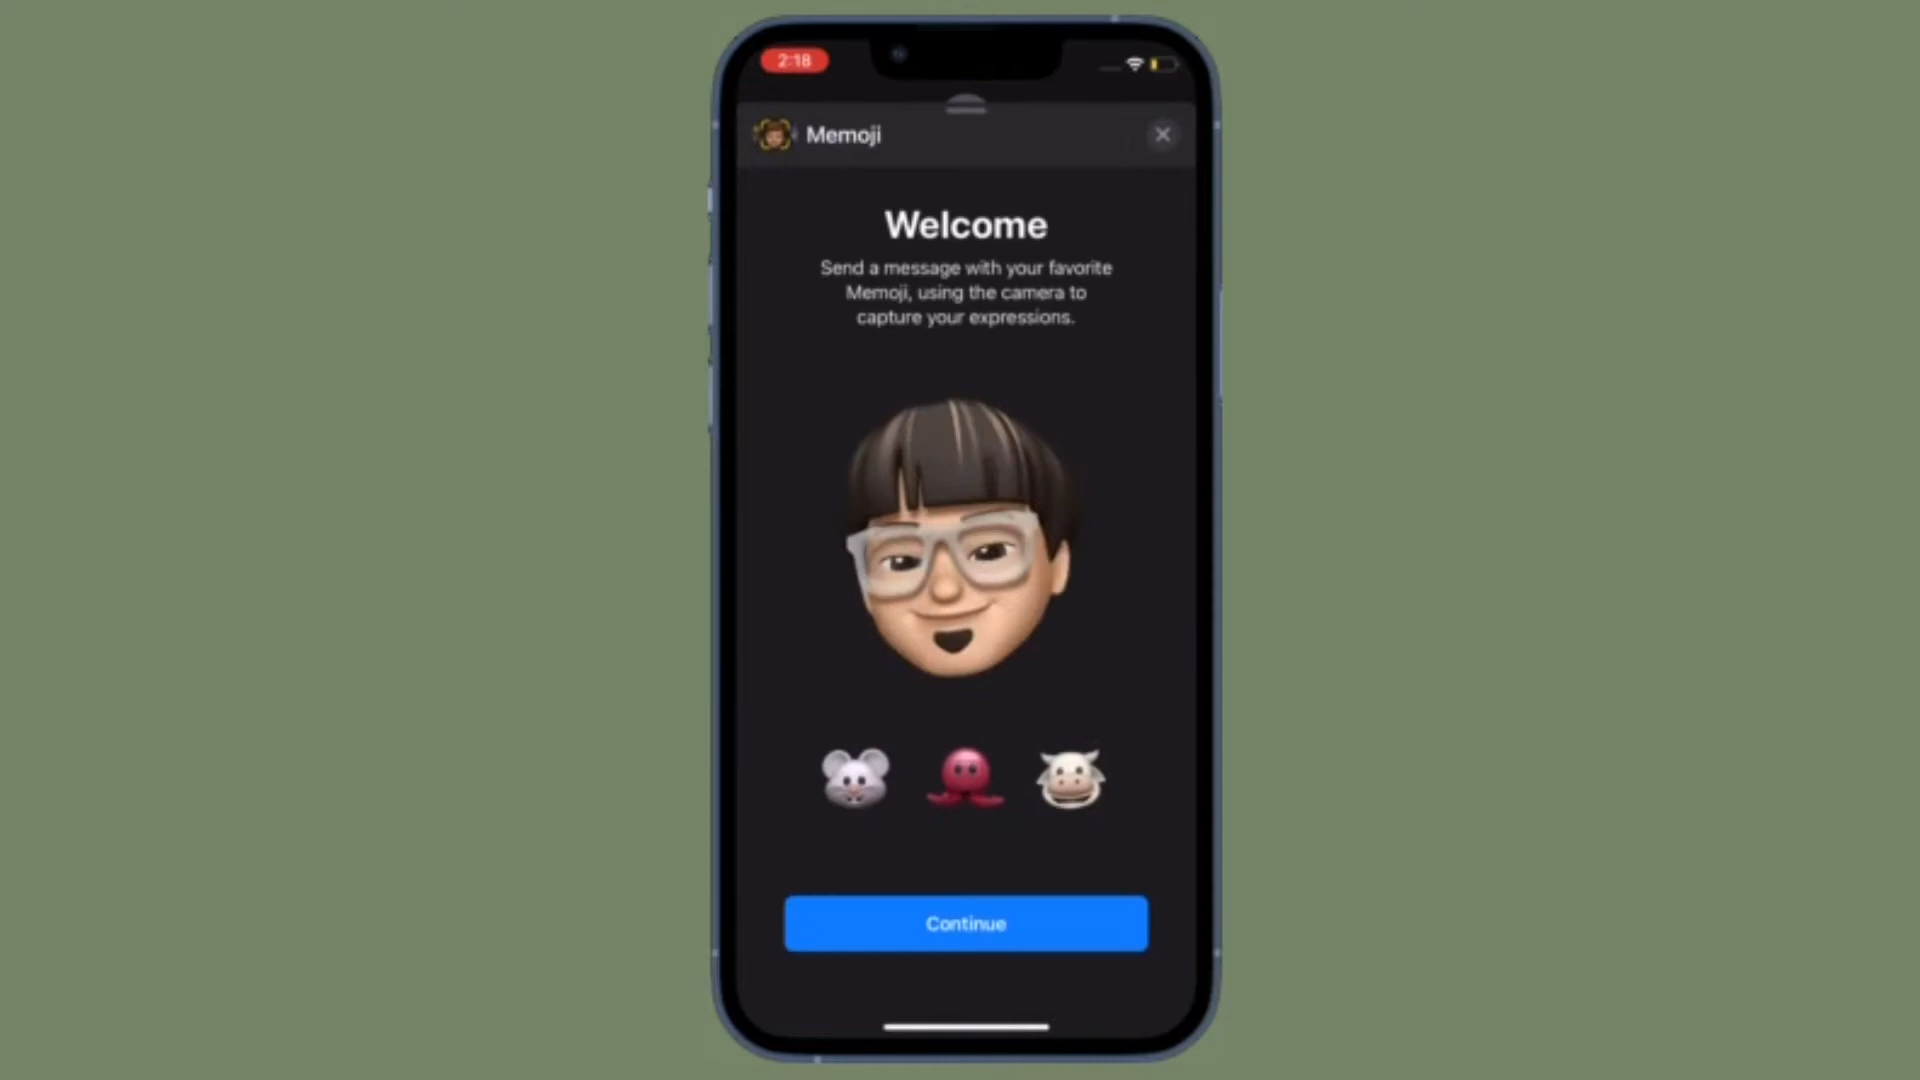 2:18
Memoji
Welcome
Send a message with your favorite
Memoji, using the camera to
capture your expressions.
Continue